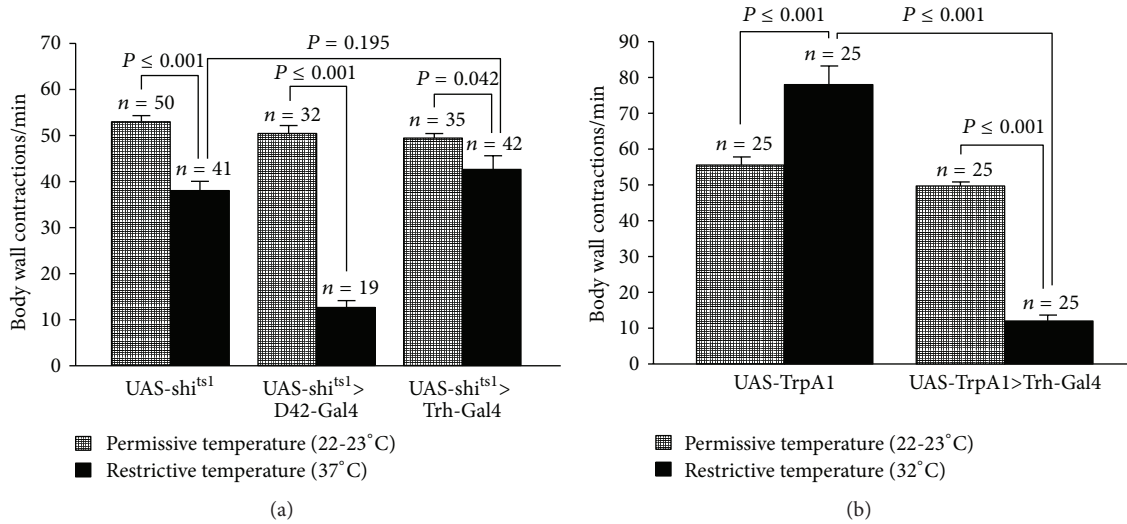 Body wall contractions/min
70
60
50
40
30
20
10
0
P = 0.195
P ≤ 0.001
P ≤ 0.001
P = 0.042
n = 50
n = 41
n = 32
n = 19
n = 35
n = 42
UAS-shi^ts1
UAS-shi^ts1>
D42-Gal4
UAS-shi^ts1>
Trh-Gal4
Permissive temperature (22-23°C)
Restrictive temperature (37°C)
(a)
Body wall contractions/min
90
80
70
60
50
40
30
20
10
0
P ≤ 0.001
P ≤ 0.001
P ≤ 0.001
n = 25
n = 25
n = 25
n = 25
UAS-TrpA1
UAS-TrpA1>Trh-Gal4
Permissive temperature (22-23°C)
Restrictive temperature (32°C)
(b)